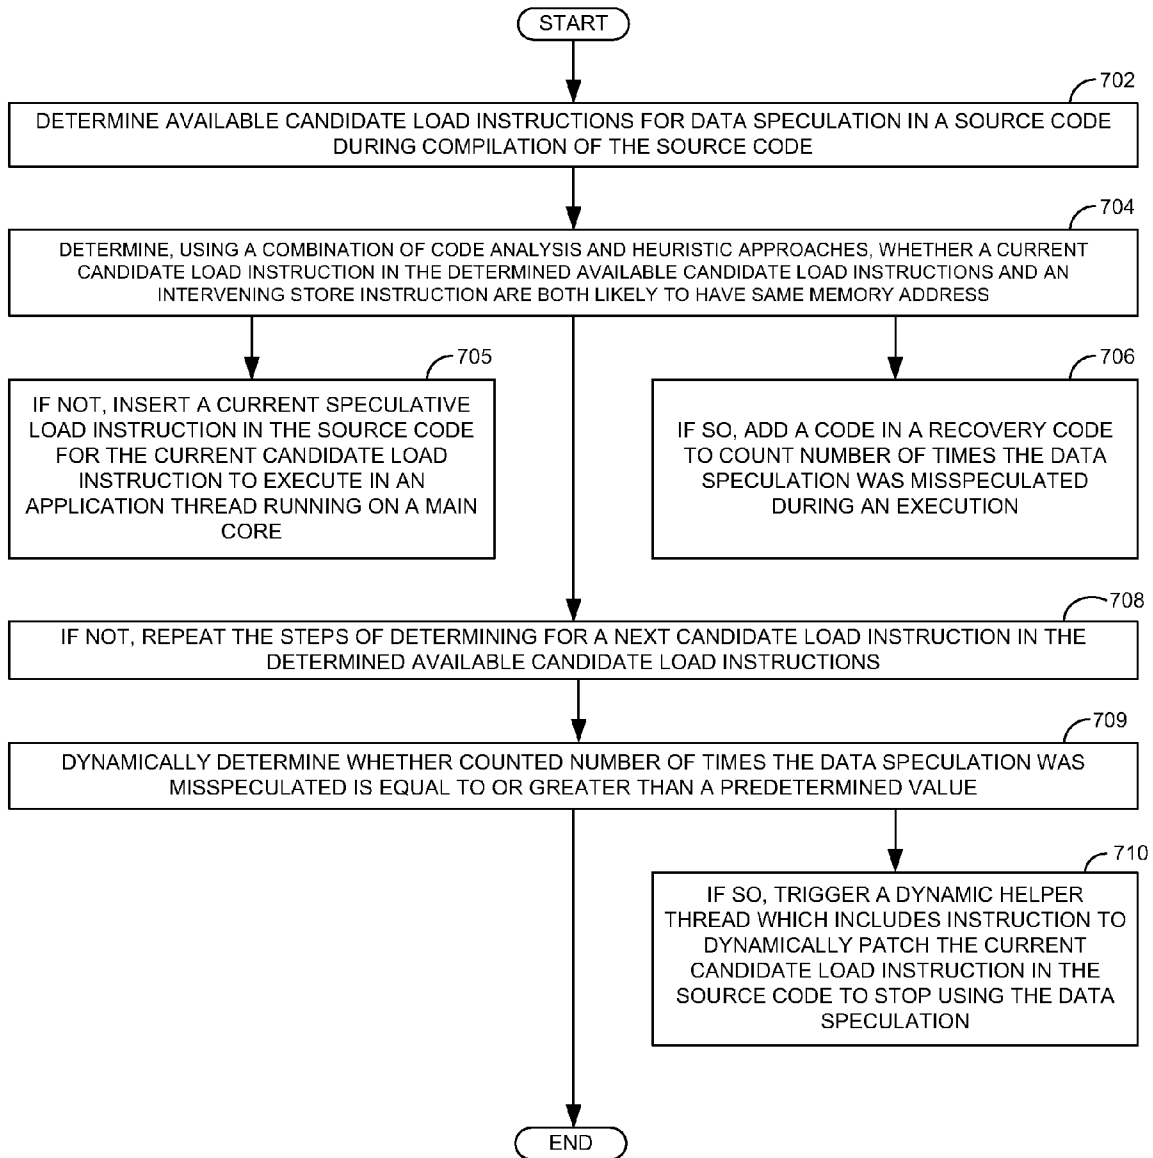 START
702
DETERMINE AVAILABLE CANDIDATE LOAD INSTRUCTIONS FOR DATA SPECULATION IN A SOURCE CODE
DURING COMPILATION OF THE SOURCE CODE
704
DETERMINE, USING A COMBINATION OF CODE ANALYSIS AND HEURISTIC APPROACHES, WHETHER A CURRENT
CANDIDATE LOAD INSTRUCTION IN THE DETERMINED AVAILABLE CANDIDATE LOAD INSTRUCTIONS AND AN
INTERVENING STORE INSTRUCTION ARE BOTH LIKELY TO HAVE SAME MEMORY ADDRESS
705
IF NOT, INSERT A CURRENT SPECULATIVE
LOAD INSTRUCTION IN THE SOURCE CODE
FOR THE CURRENT CANDIDATE LOAD
INSTRUCTION TO EXECUTE IN AN
APPLICATION THREAD RUNNING ON A MAIN
CORE
706
IF SO, ADD A CODE IN A RECOVERY CODE
TO COUNT NUMBER OF TIMES THE DATA
SPECULATION WAS MISSPECULATED
DURING AN EXECUTION
708
IF NOT, REPEAT THE STEPS OF DETERMINING FOR A NEXT CANDIDATE LOAD INSTRUCTION IN THE
DETERMINED AVAILABLE CANDIDATE LOAD INSTRUCTIONS
709
DYNAMICALLY DETERMINE WHETHER COUNTED NUMBER OF TIMES THE DATA SPECULATION WAS
MISSPECULATED IS EQUAL TO OR GREATER THAN A PREDETERMINED VALUE
710
IF SO, TRIGGER A DYNAMIC HELPER
THREAD WHICH INCLUDES INSTRUCTION TO
DYNAMICALLY PATCH THE CURRENT
CANDIDATE LOAD INSTRUCTION IN THE
SOURCE CODE TO STOP USING THE DATA
SPECULATION
END